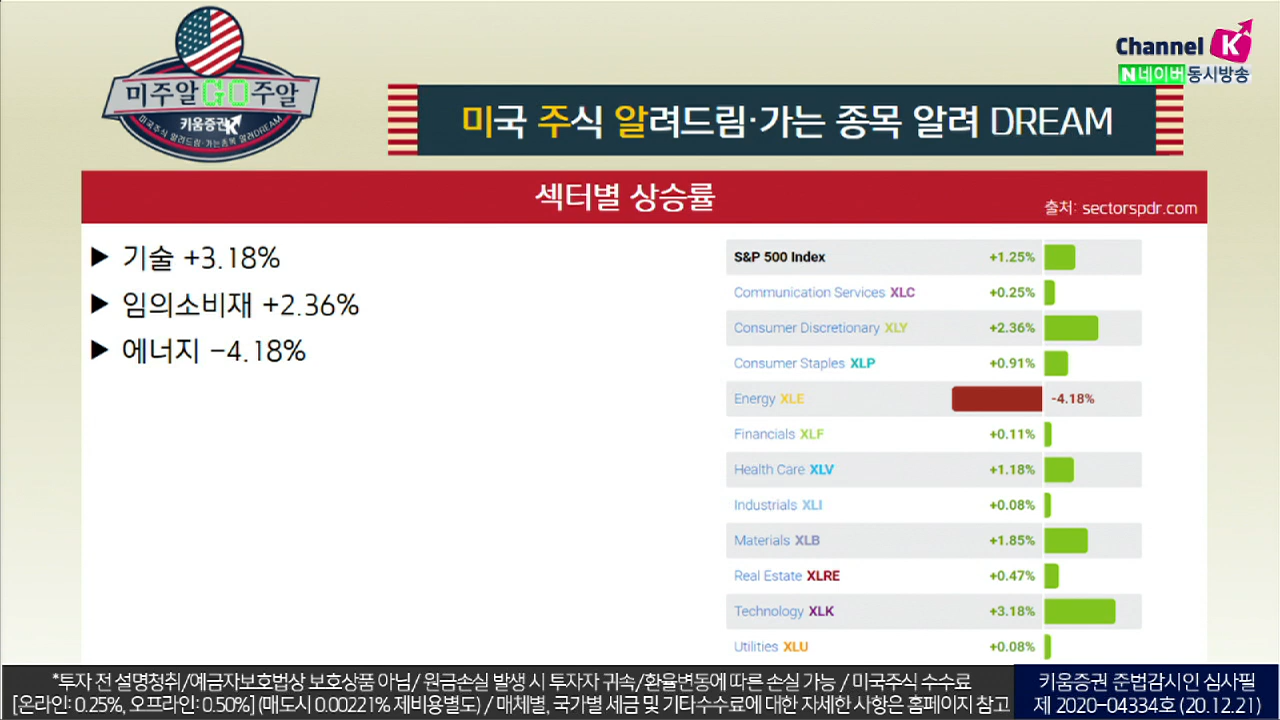 미주알GO주알
키움증권
미국주식 알려드림·가는종목 알려DREAM
Channel K
N 네이버 동시방송
미국 주식 알려드림·가는 종목 알려 DREAM
섹터별 상승률
출처: sectorspdr.com
▶ 기술 +3.18%
▶ 임의소비재 +2.36%
▶ 에너지 -4.18%
S&P 500 Index +1.25%
Communication Services XLC +0.25%
Consumer Discretionary XLY +2.36%
Consumer Staples XLP +0.91%
Energy XLE -4.18%
Financials XLF +0.11%
Health Care XLV +1.18%
Industrials XLI +0.08%
Materials XLB +1.85%
Real Estate XLRE +0.47%
Technology XLK +3.18%
Utilities XLU +0.08%
*투자 전 설명청취/예금자보호법상 보호상품 아님/ 원금손실 발생 시 투자자 귀속/환율변동에 따른 손실 가능 / 미국주식 수수료
[온라인: 0.25%, 오프라인: 0.50%] (매도시 0.00221% 제비용별도) / 매체별, 국가별 세금 및 기타수수료에 대한 자세한 사항은 홈페이지 참고
키움증권 준법감시인 심사필
제 2020-04334호 (20.12.21)